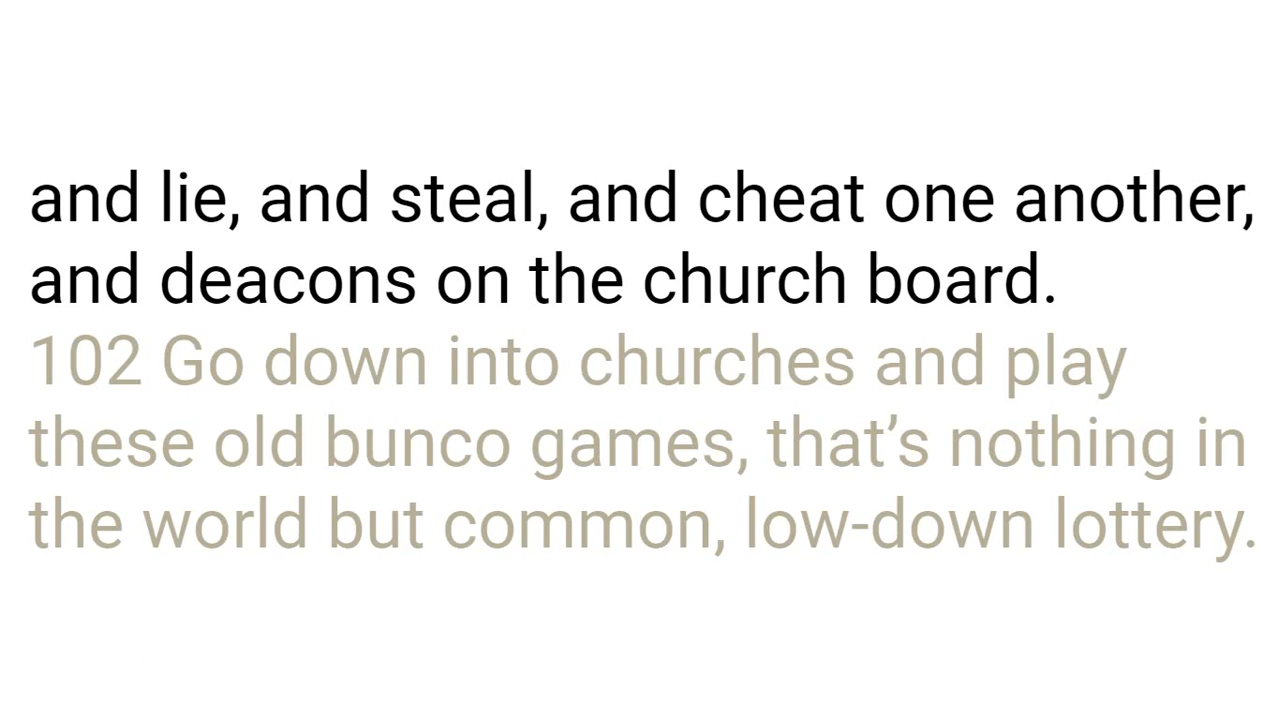 and lie, and steal, and cheat one another,
and deacons on the church board.
102 Go down into churches and play
these old bunco games, that’s nothing in
the world but common, low-down lottery.